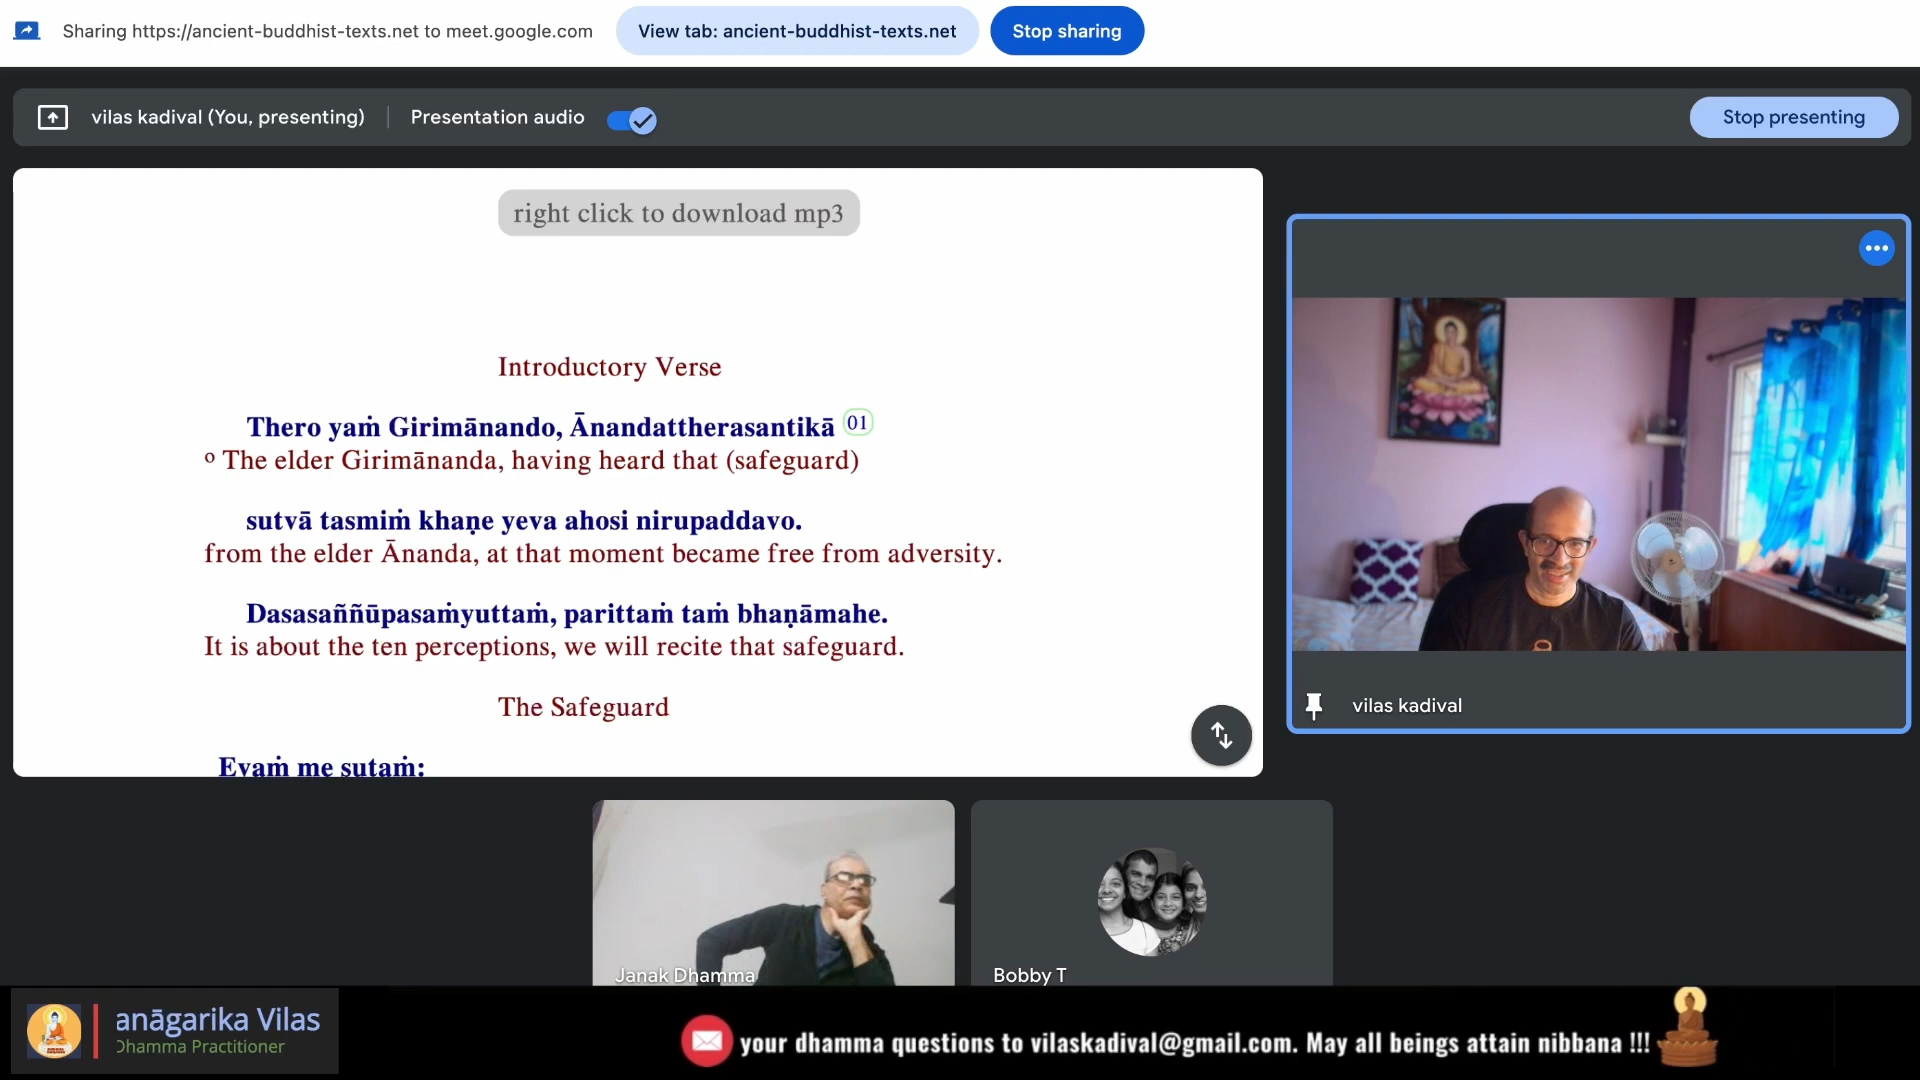 Sharing https://ancient-buddhist-texts.net to meet.google.com
View tab: ancient-buddhist-texts.net
Stop sharing
vilas kadival (You, presenting)
Presentation audio
Stop presenting
right click to download mp3
Introductory Verse
Thero yaṁ Girimānando, Ānandattherasantikā 01
o The elder Girimānanda, having heard that (safeguard)
sutvā tasmiṁ khaṇe yeva ahosi nirupaddavo.
from the elder Ānanda, at that moment became free from adversity.
Dasasaññūpasaṁyuttaṁ, parittaṁ taṁ bhaṇāmahe.
It is about the ten perceptions, we will recite that safeguard.
The Safeguard
Evaṁ me sutaṁ:
vilas kadival
Janak Dhamma
Bobby T
anāgarika Vilas
Dhamma Practitioner
your dhamma questions to vilaskadival@gmail.com. May all beings attain nibbana !!!